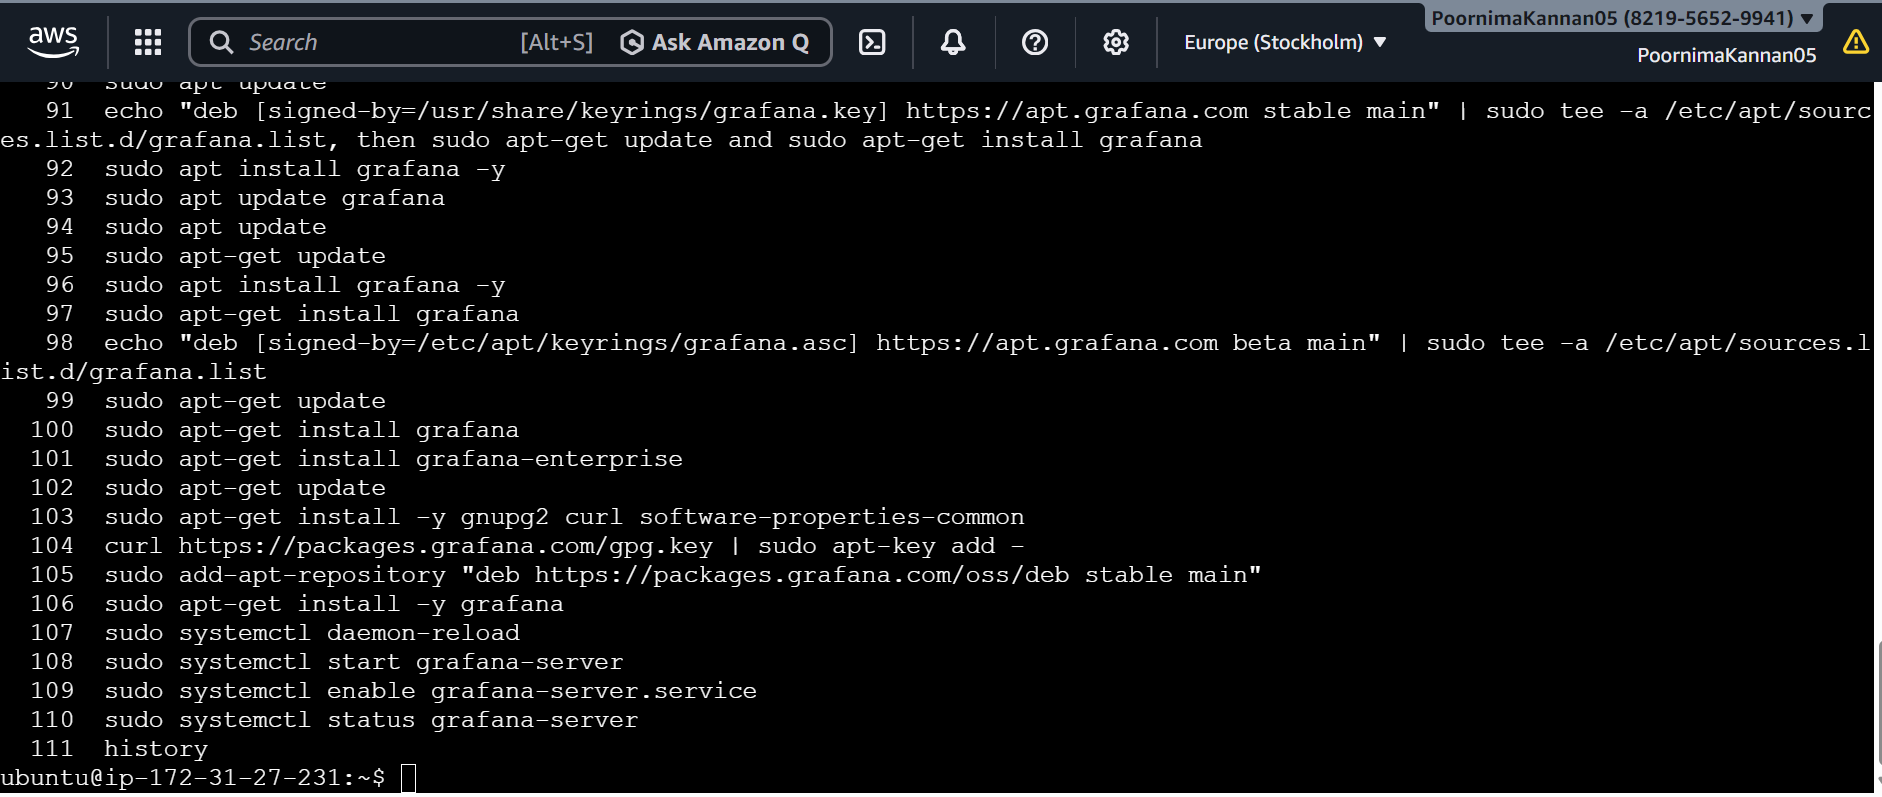 aws
Search [Alt+S] Ask Amazon Q
Europe (Stockholm) ▼
PoornimaKannan05 (8219-5652-9941) ▼
PoornimaKannan05
90 sudo apt update
91 echo "deb [signed-by=/usr/share/keyrings/grafana.key] https://apt.grafana.com stable main" | sudo tee -a /etc/apt/sourc
es.list.d/grafana.list, then sudo apt-get update and sudo apt-get install grafana
92 sudo apt install grafana -y
93 sudo apt update grafana
94 sudo apt update
95 sudo apt-get update
96 sudo apt install grafana -y
97 sudo apt-get install grafana
98 echo "deb [signed-by=/etc/apt/keyrings/grafana.asc] https://apt.grafana.com beta main" | sudo tee -a /etc/apt/sources.l
ist.d/grafana.list
99 sudo apt-get update
100 sudo apt-get install grafana
101 sudo apt-get install grafana-enterprise
102 sudo apt-get update
103 sudo apt-get install -y gnupg2 curl software-properties-common
104 curl https://packages.grafana.com/gpg.key | sudo apt-key add -
105 sudo add-apt-repository "deb https://packages.grafana.com/oss/deb stable main"
106 sudo apt-get install -y grafana
107 sudo systemctl daemon-reload
108 sudo systemctl start grafana-server
109 sudo systemctl enable grafana-server.service
110 sudo systemctl status grafana-server
111 history
ubuntu@ip-172-31-27-231:~$